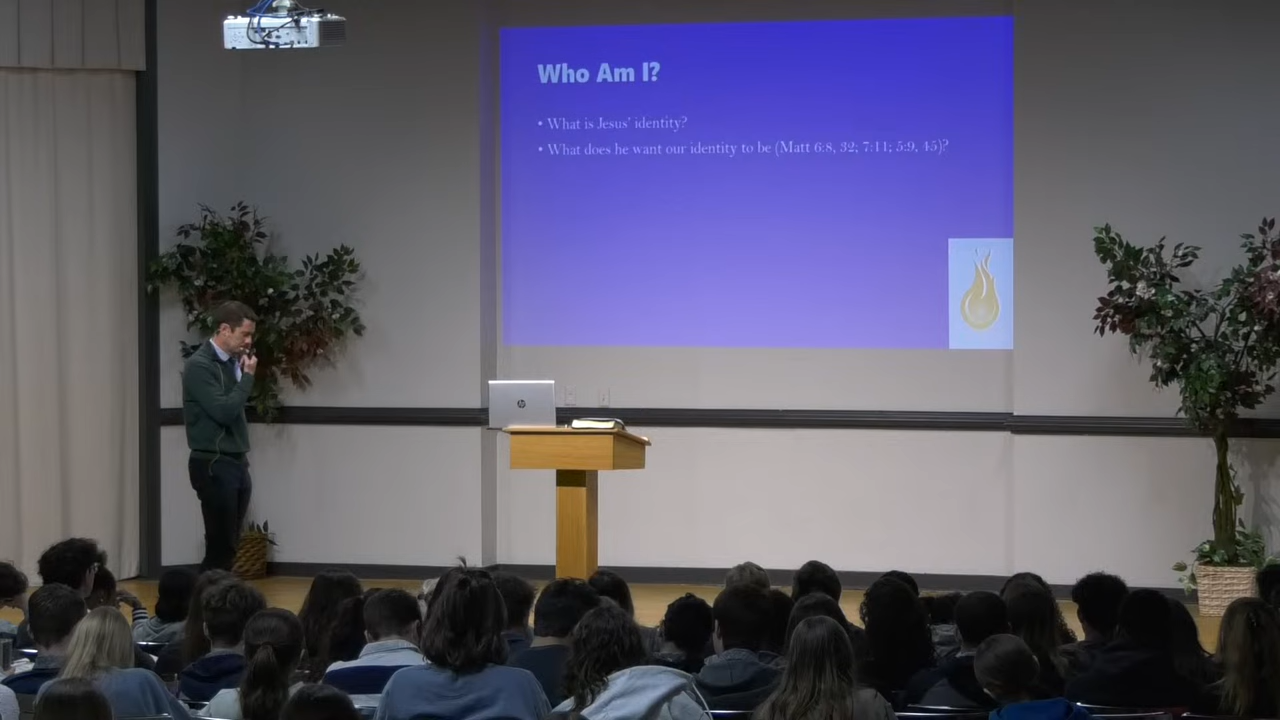 Who Am I?
• What is Jesus' identity?
• What does he want our identity to be (Matt 6:8, 32; 7:11; 5:9, 45)?
hp